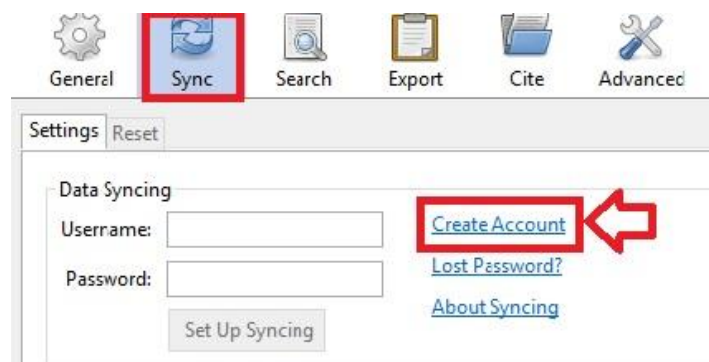 General Sync Search Export Cite Advanced
Settings Reset
Data Syncing
Username: Create Account
Lost Password?
Password:
About Syncing
Set Up Syncing